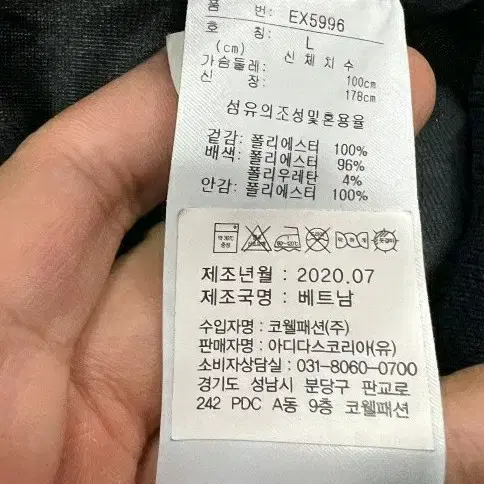 품 번: EX5996
호 칭: L
(cm) 신체치수
가슴둘레: 100cm
신 장: 178cm
섬유의조성및혼용율
겉감: 폴리에스터 100%
배색: 폴리에스터 96%
폴리우레탄 4%
안감: 폴리에스터 100%
제조년월 : 2020.07
제조국명 : 베트남
수입자명 : 코웰패션(주)
판매자명 : 아디다스코리아(유)
소비자상담실 : 031-8060-0700
경기도 성남시 분당구 판교로
242 PDC A동 9층 코웰패션